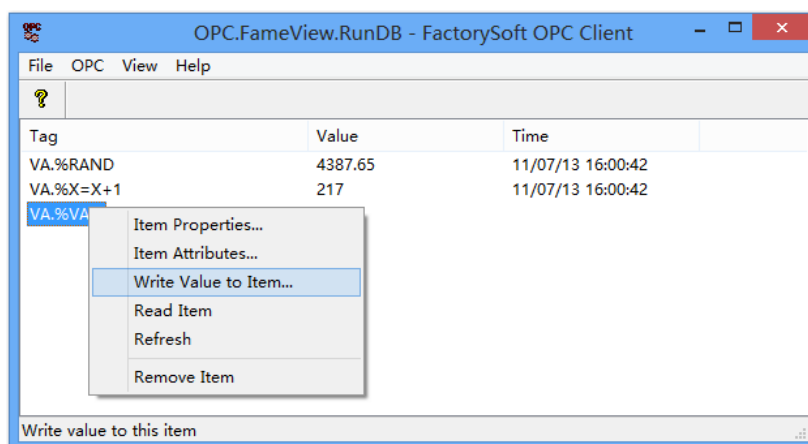 OPC.FameView.RunDB - FactorySoft OPC Client
File OPC View Help
Tag Value Time
VA.%RAND 4387.65 11/07/13 16:00:42
VA.%X=X+1 217 11/07/13 16:00:42
VA.%VA
Item Properties...
Item Attributes...
Write Value to Item...
Read Item
Refresh
Remove Item
Write value to this item